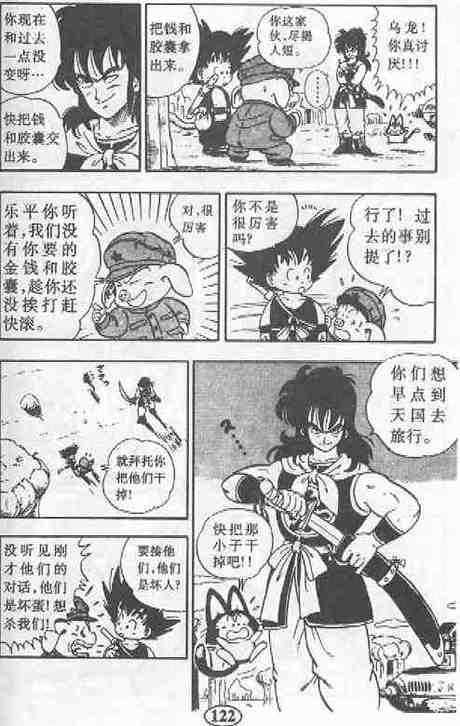 乌龙！
你真讨
厌!!!
你这家
伙,尽揭
人短。
……
把钱和
胶囊拿
出来。
你现在
和过去
一点没
变呀…
快把钱
和胶囊变
出来。
行了！过
去的事别
提了!?
你不是
很厉害
吗?
对,很
厉害
乐平你听
着,我们没
有你要的
金钱和胶
囊,趁你还
没挨打赶
快滚。
你们想
早点到
天国去
旅行。
?…
快把那
小子干
掉吧!!
就拜托你
把他们干
掉!
要接他
们,他们
是坏人?
没听见刚
才他们的
对话,他们
是坏蛋！想
杀我们!
122